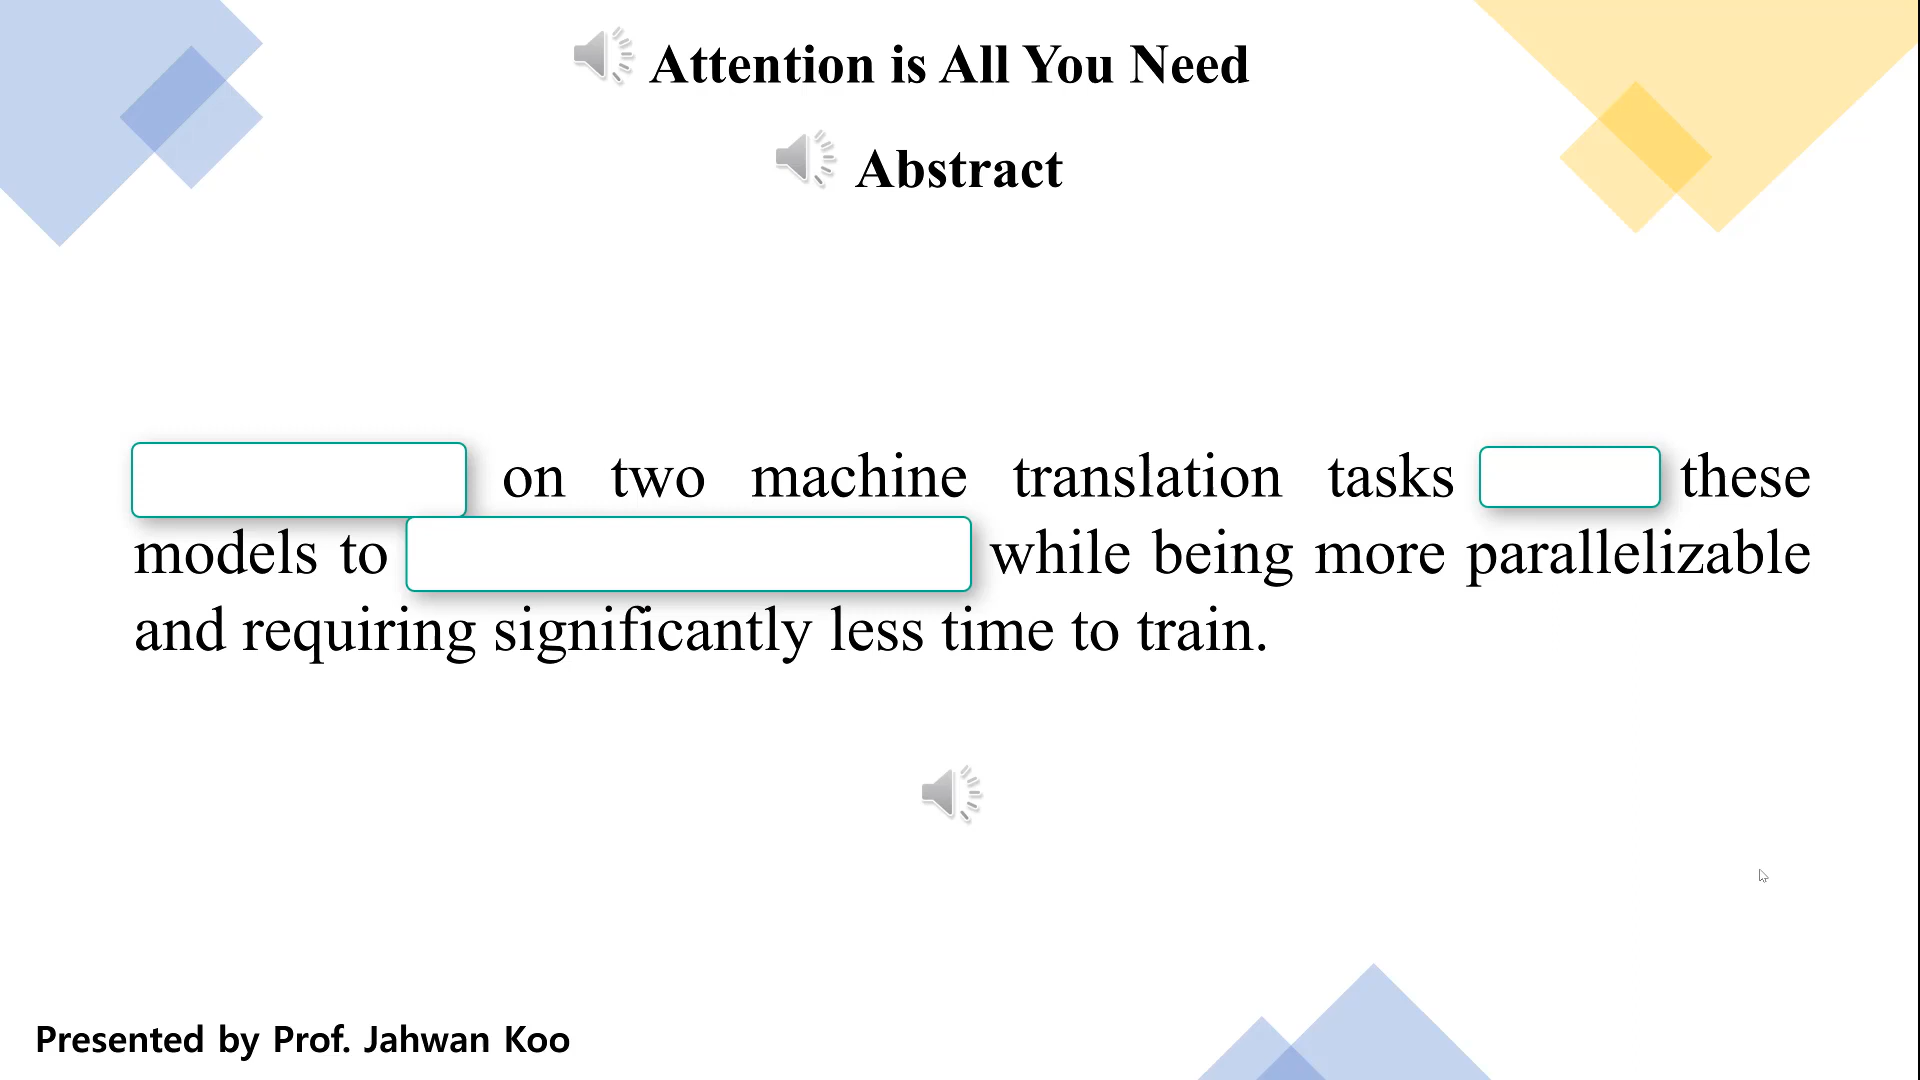 Attention is All You Need
Abstract
on two machine translation tasks these
models to while being more parallelizable
and requiring significantly less time to train.
Presented by Prof. Jahwan Koo